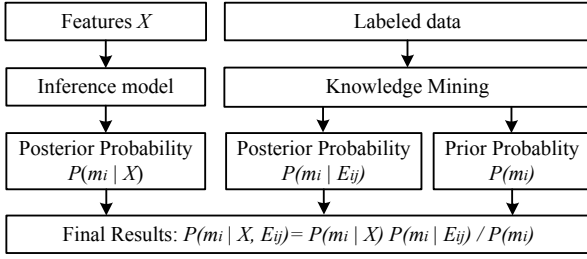 Features X
Labeled data
Inference model
Knowledge Mining
Posterior Probability
P(mi | X)
Posterior Probability
P(mi | Eij)
Prior Probablity
P(mi)
Final Results: P(mi | X, Eij)= P(mi | X) P(mi | Eij) / P(mi)